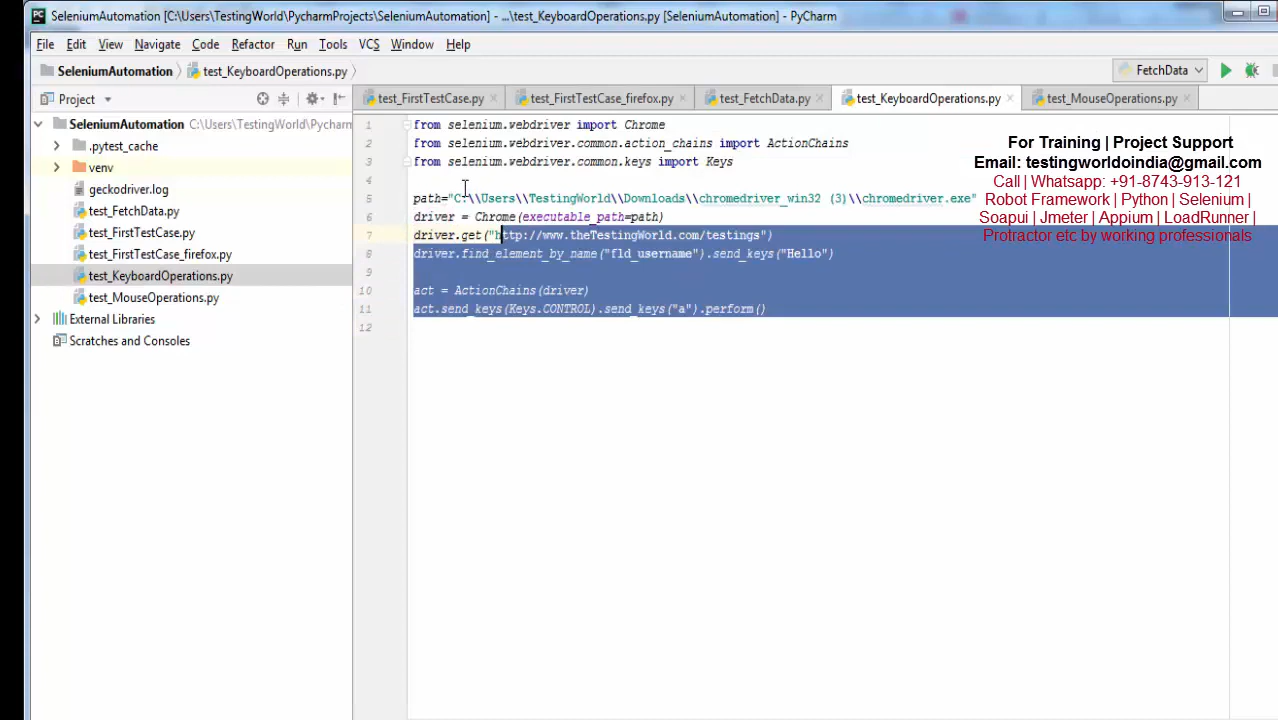 SeleniumAutomation [C:\Users\TestingWorld\PycharmProjects\SeleniumAutomation] - ...\test_KeyboardOperations.py [SeleniumAutomation] - PyCharm
File Edit View Navigate Code Refactor Run Tools VCS Window Help
SeleniumAutomation test_KeyboardOperations.py FetchData
Project test_FirstTestCase.py test_FirstTestCase_firefox.py test_FetchData.py test_KeyboardOperations.py test_MouseOperations.py
SeleniumAutomation C:\Users\TestingWorld\Pycharm
.pytest_cache
venv
geckodriver.log
test_FetchData.py
test_FirstTestCase.py
test_FirstTestCase_firefox.py
test_KeyboardOperations.py
test_MouseOperations.py
External Libraries
Scratches and Consoles
1 from selenium.webdriver import Chrome
2 from selenium.webdriver.common.action_chains import ActionChains
3 from selenium.webdriver.common.keys import Keys
4
5 path="C:\\Users\\TestingWorld\\Downloads\\chromedriver_win32 (3)\\chromedriver.exe"
6 driver = Chrome(executable_path=path)
7 driver.get("http://www.theTestingWorld.com/testings")
8 driver.find_element_by_name("fld_username").send_keys("Hello")
9
10 act = ActionChains(driver)
11 act.send_keys(Keys.CONTROL).send_keys("a").perform()
12
For Training | Project Support
Email: testingworldoindia@gmail.com
Call | Whatsapp: +91-8743-913-121
Robot Framework | Python | Selenium |
Soapui | Jmeter | Appium | LoadRunner |
Protractor etc by working professionals